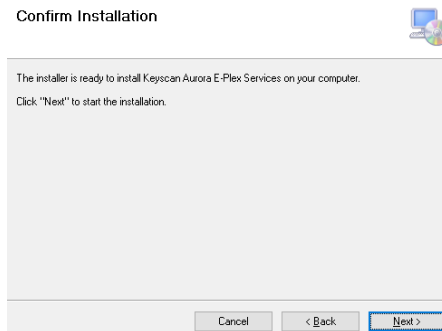 Confirm Installation
The installer is ready to install Keyscan Aurora E-Plex Services on your computer.
Click "Next" to start the installation.
Cancel
< Back
Next >